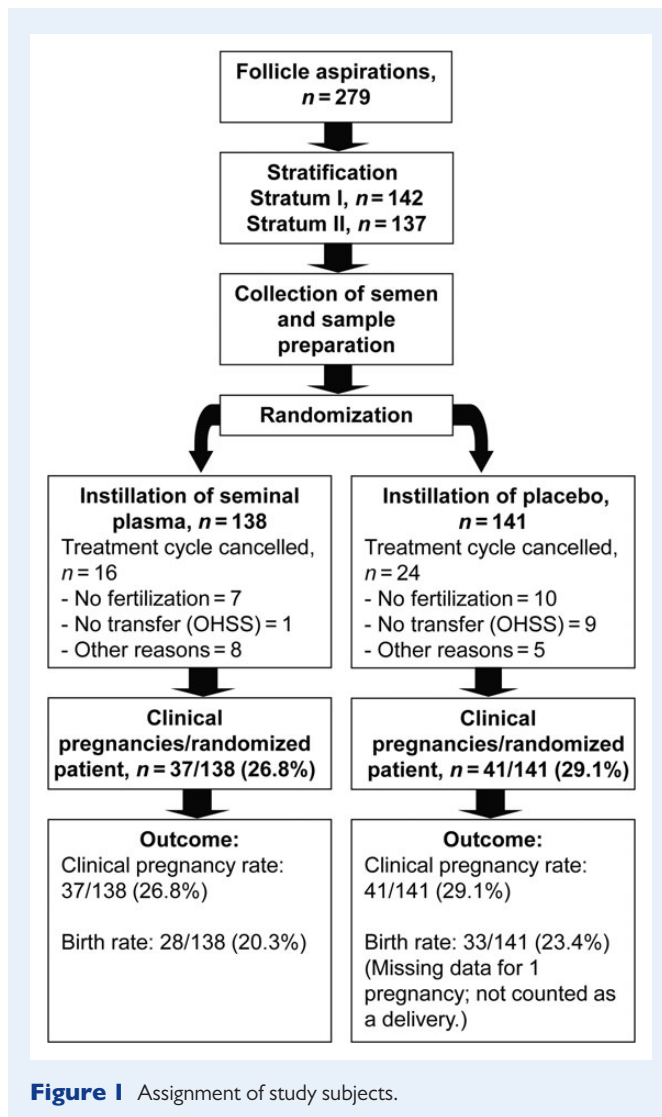 Follicle aspirations,
n = 279
Stratification
Stratum I, n = 142
Stratum II, n = 137
Collection of semen
and sample
preparation
Randomization
Instillation of seminal
plasma, n = 138
Treatment cycle cancelled,
n = 16
- No fertilization = 7
- No transfer (OHSS) = 1
- Other reasons = 8
Instillation of placebo,
n = 141
Treatment cycle cancelled,
n = 24
- No fertilization = 10
- No transfer (OHSS) = 9
- Other reasons = 5
Clinical
pregnancies/randomized
patient, n = 37/138 (26.8%)
Clinical
pregnancies/randomized
patient, n = 41/141 (29.1%)
Outcome:
Clinical pregnancy rate:
37/138 (26.8%)
Birth rate: 28/138 (20.3%)
Outcome:
Clinical pregnancy rate:
41/141 (29.1%)
Birth rate: 33/141 (23.4%)
(Missing data for 1
pregnancy; not counted as
a delivery.)
Figure 1 Assignment of study subjects.